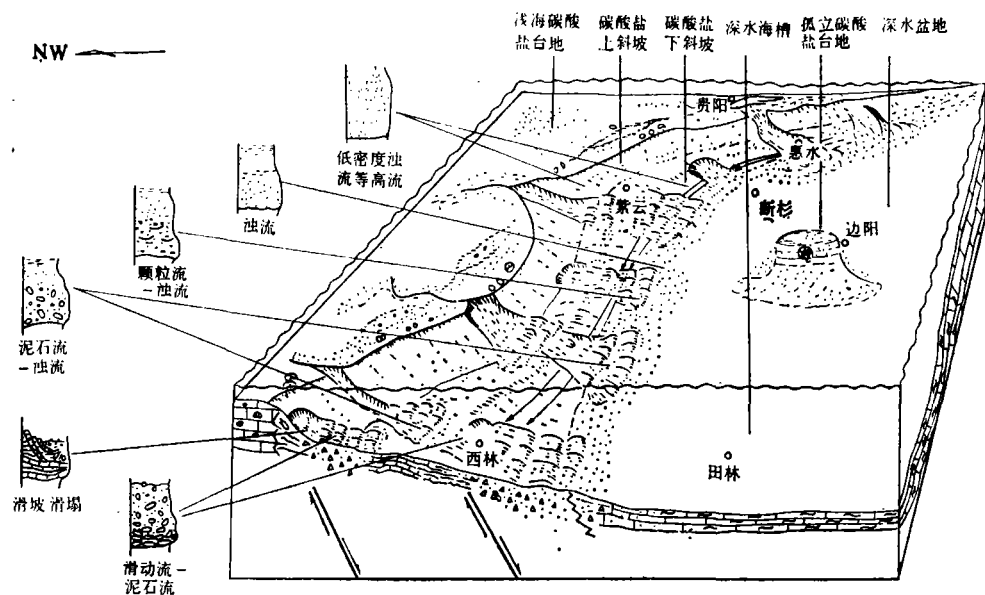 NW
浅海碳酸
盐台地
碳酸盐
上斜坡
碳酸盐
下斜坡
深水海槽
孤立碳酸
盐台地
深水盆地
贵阳
惠水
低密度浊
流等高流
紫云
断杉
浊流
边阳
颗粒流
－浊流
泥石流
－浊流
西林
田林
滑坡 滑塌
滑动流－
泥石流